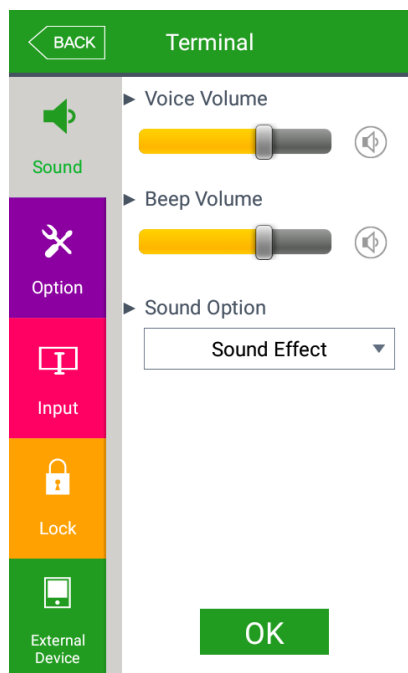 BACK
Terminal
Sound
Option
Input
Lock
External
Device
Voice Volume
Beep Volume
Sound Option
Sound Effect
OK